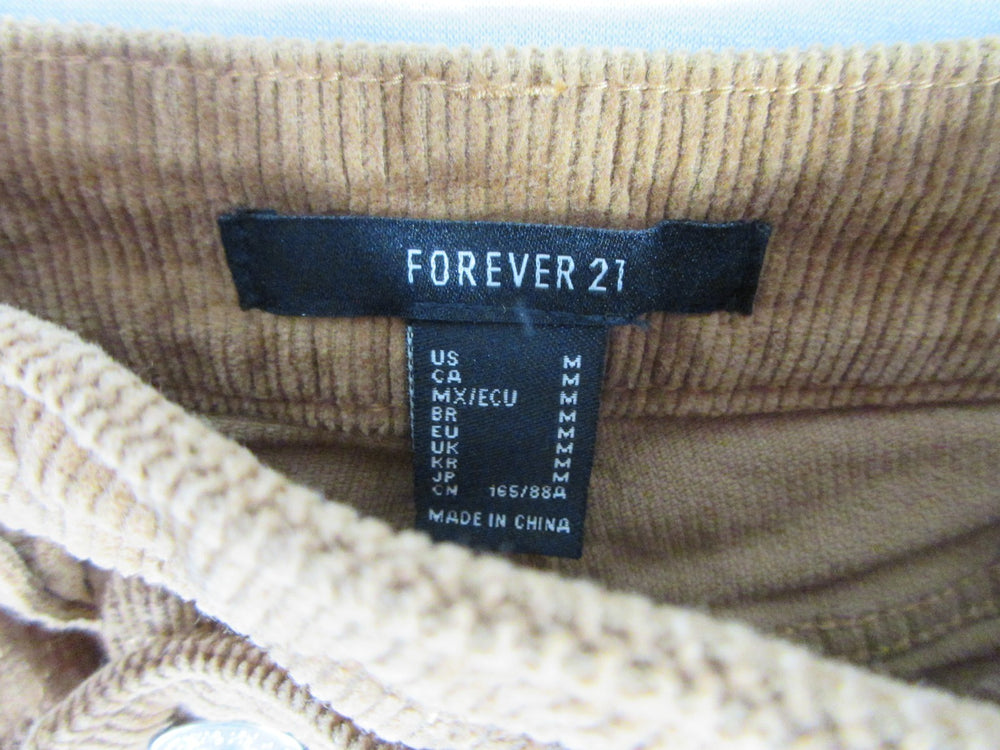 FOREVER 21
US M
CA M
MX/ECU M
BR M
EU M
UK M
KR M
JP M
CN 165/88A
MADE IN CHINA